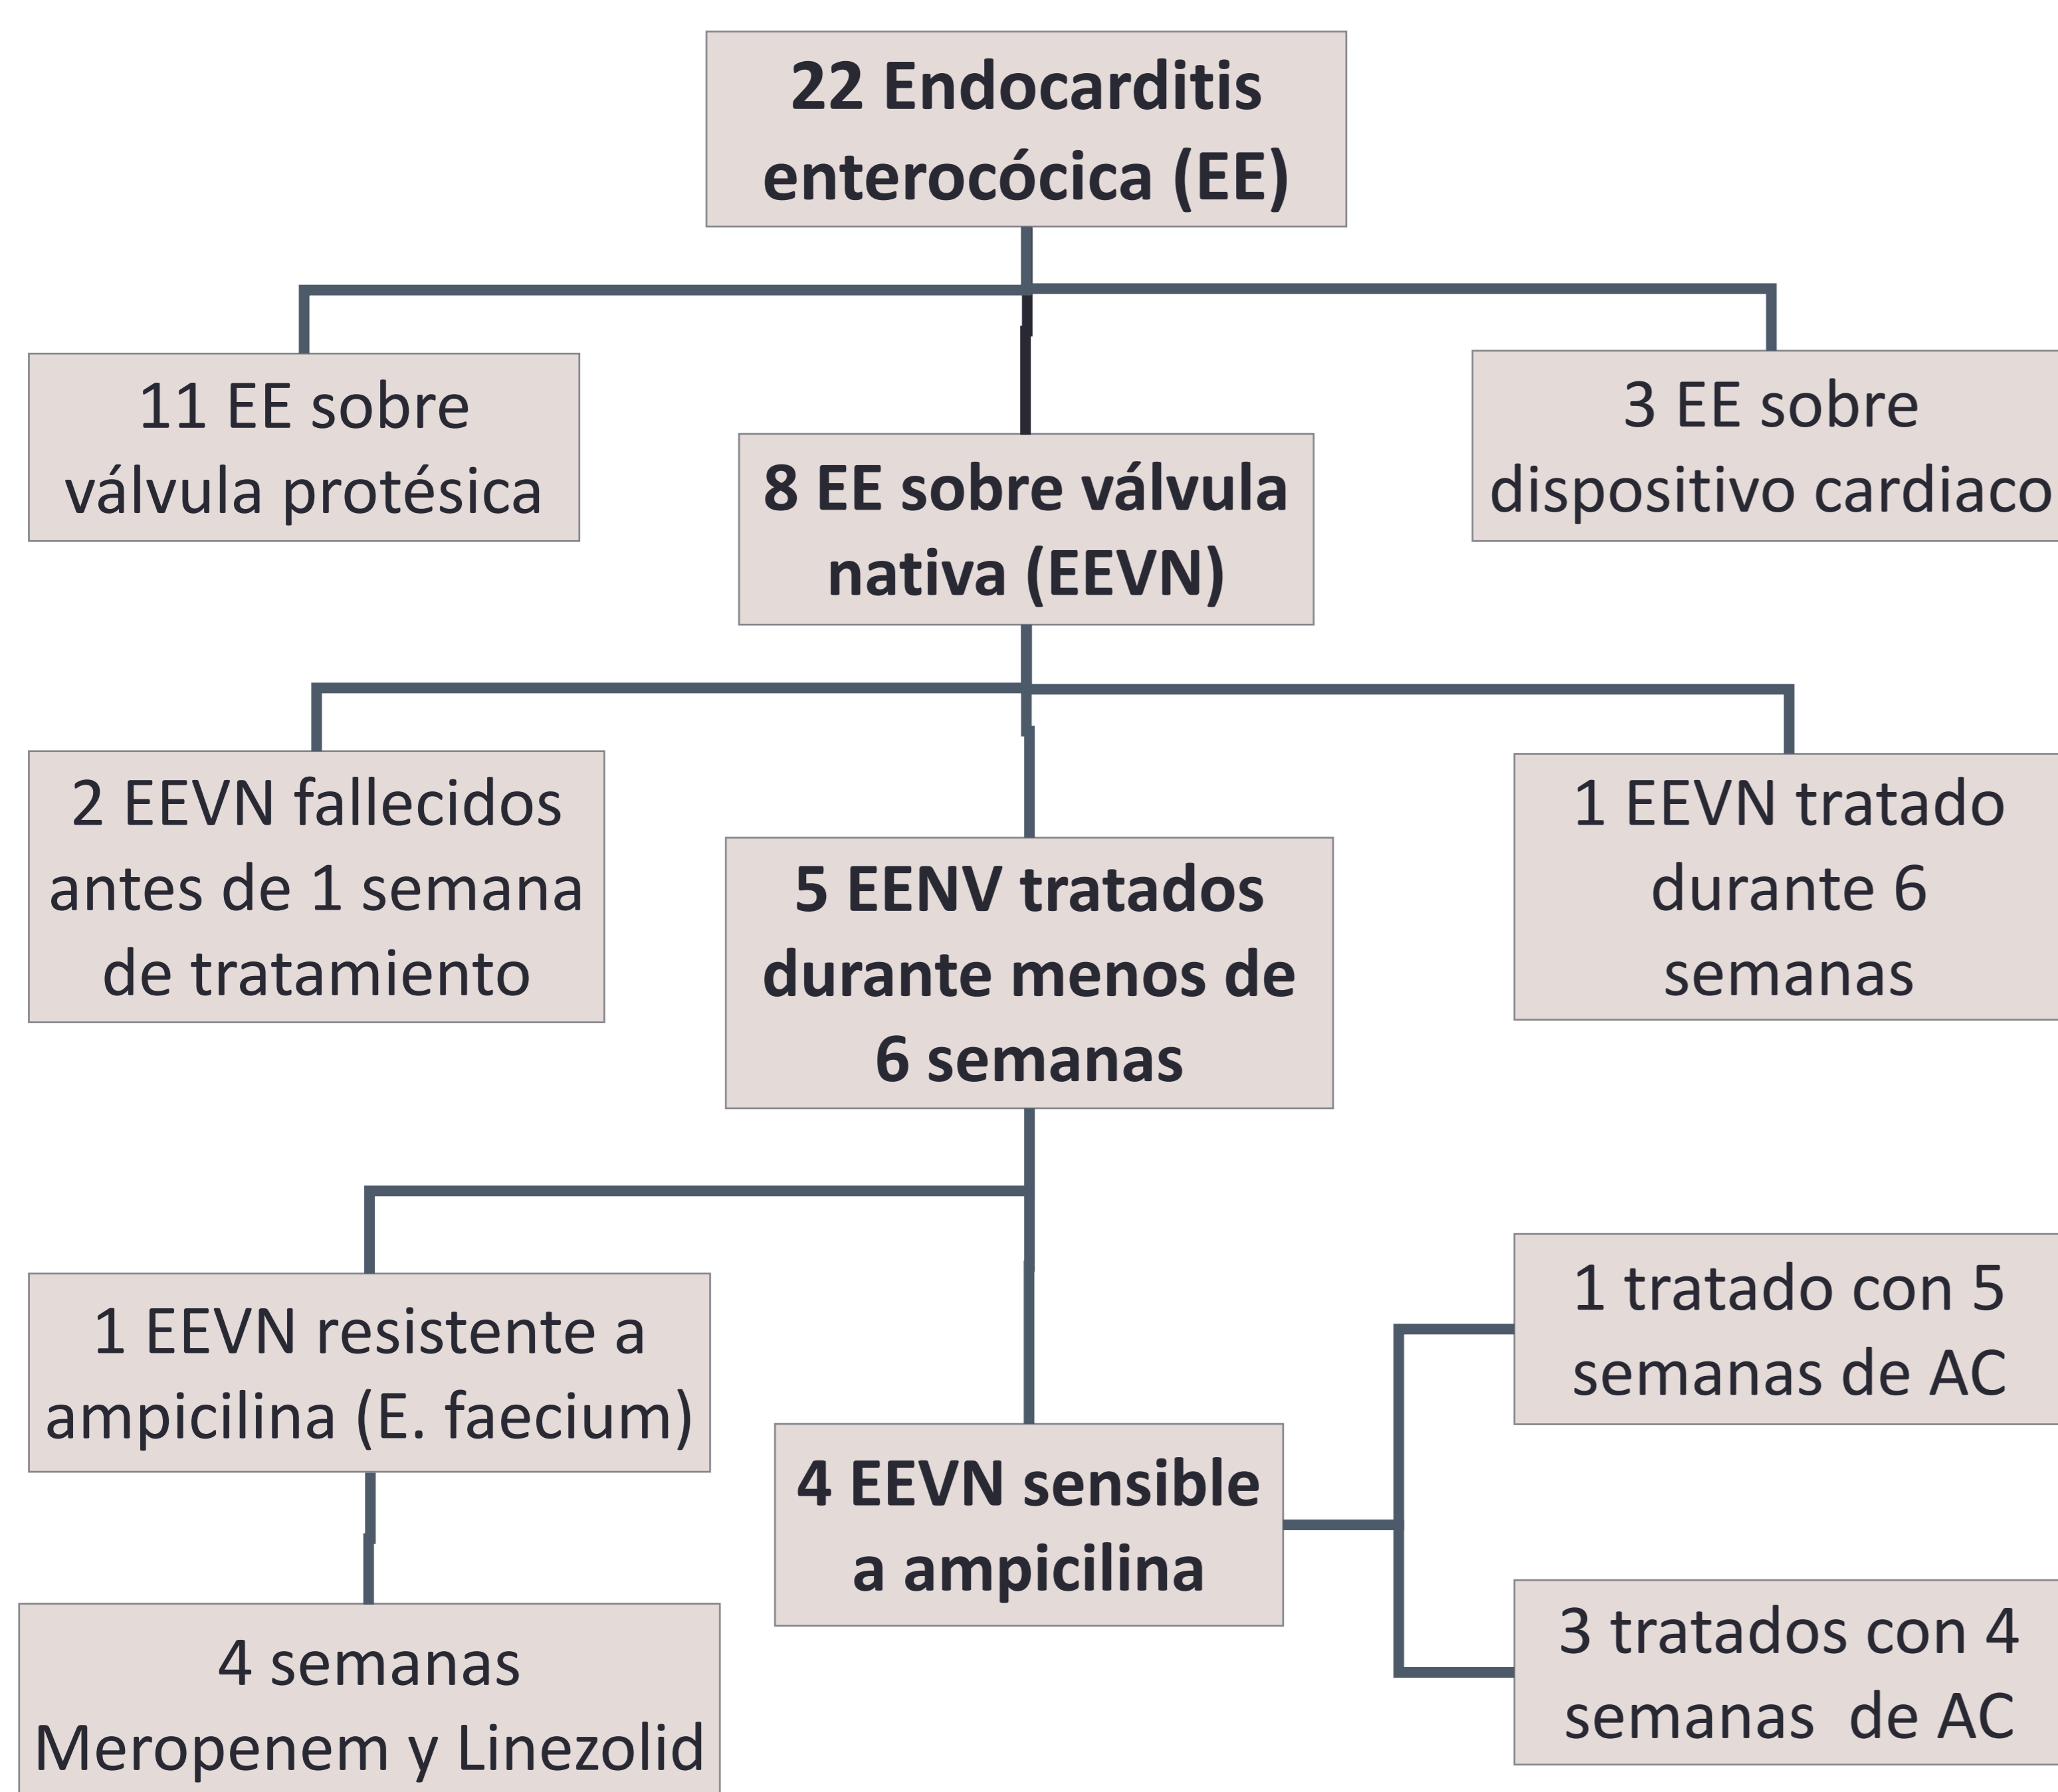 22 Endocarditis
enterocócica (EE)
11 EE sobre
válvula protésica
8 EE sobre válvula
nativa (EEVN)
3 EE sobre
dispositivo cardiaco
2 EEVN fallecidos
antes de 1 semana
de tratamiento
5 EENV tratados
durante menos de
6 semanas
1 EEVN tratado
durante 6
semanas
1 EEVN resistente a
ampicilina (E. faecium)
4 semanas
Meropenem y Linezolid
4 EEVN sensible
a ampicilina
1 tratado con 5
semanas de AC
3 tratados con 4
semanas  de AC